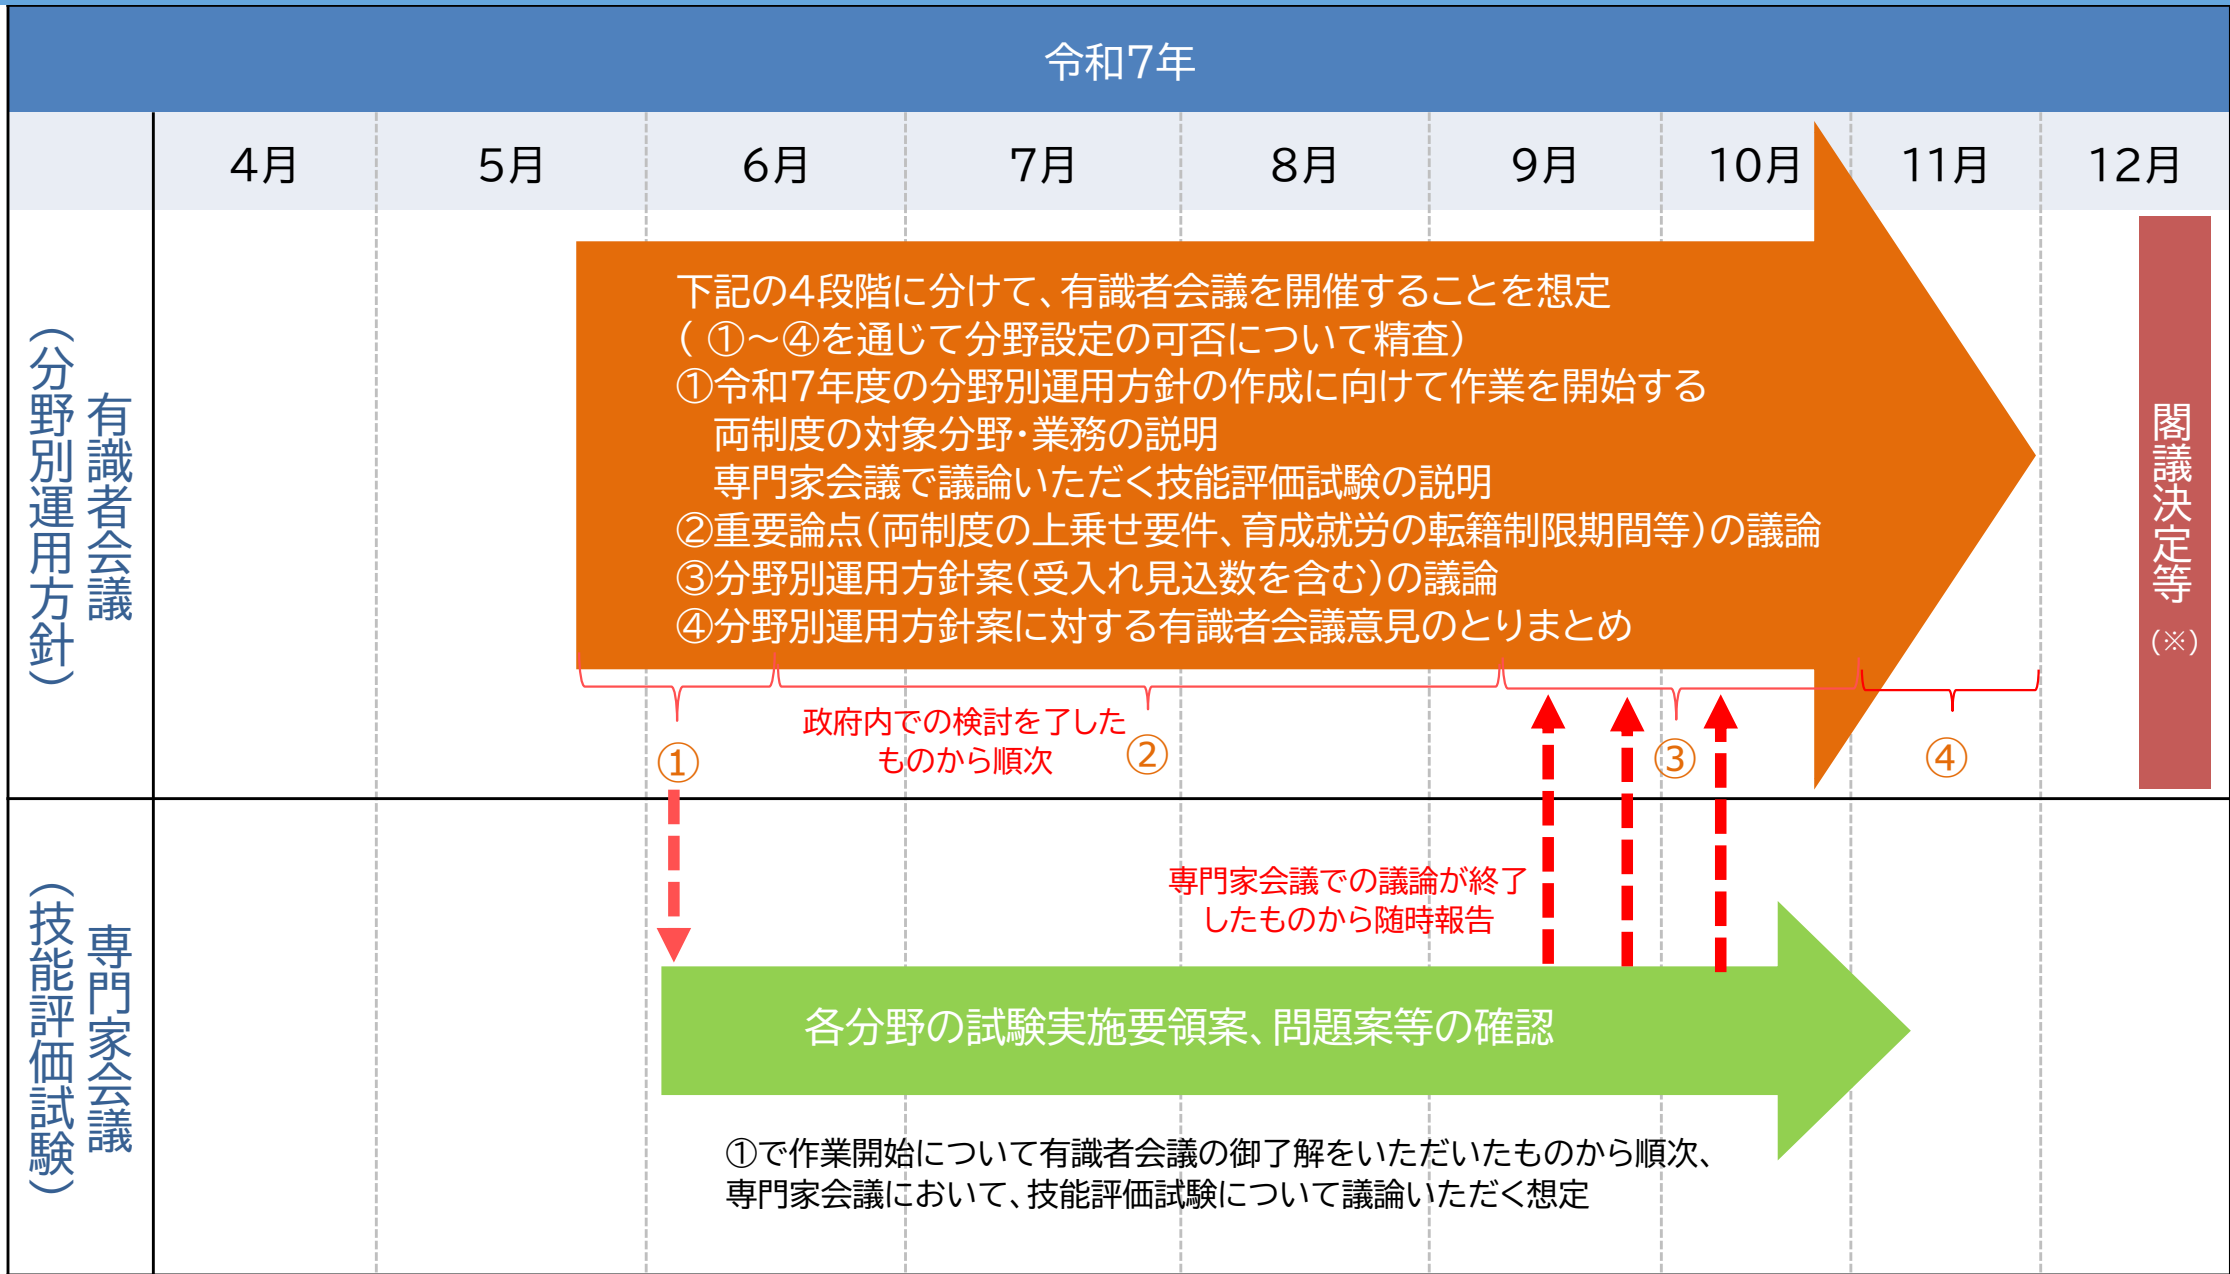 令和7年
4月
5月
6月
7月
8月
9月
10月
11月
12月
有識者会議
（分野別運用方針）
下記の4段階に分けて、有識者会議を開催することを想定
（ ①～④を通じて分野設定の可否について精査）
①令和7年度の分野別運用方針の作成に向けて作業を開始する
両制度の対象分野・業務の説明
専門家会議で議論いただく技能評価試験の説明
②重要論点（両制度の上乗せ要件、育成就労の転籍制限期間等）の議論
③分野別運用方針案（受入れ見込数を含む）の議論
④分野別運用方針案に対する有識者会議意見のとりまとめ
閣議決定等
（※）
政府内での検討を了した
ものから順次
①
②
③
④
専門家会議
（技能評価試験）
専門家会議での議論が終了
したものから随時報告
各分野の試験実施要領案、問題案等の確認
①で作業開始について有識者会議の御了解をいただいたものから順次、
専門家会議において、技能評価試験について議論いただく想定